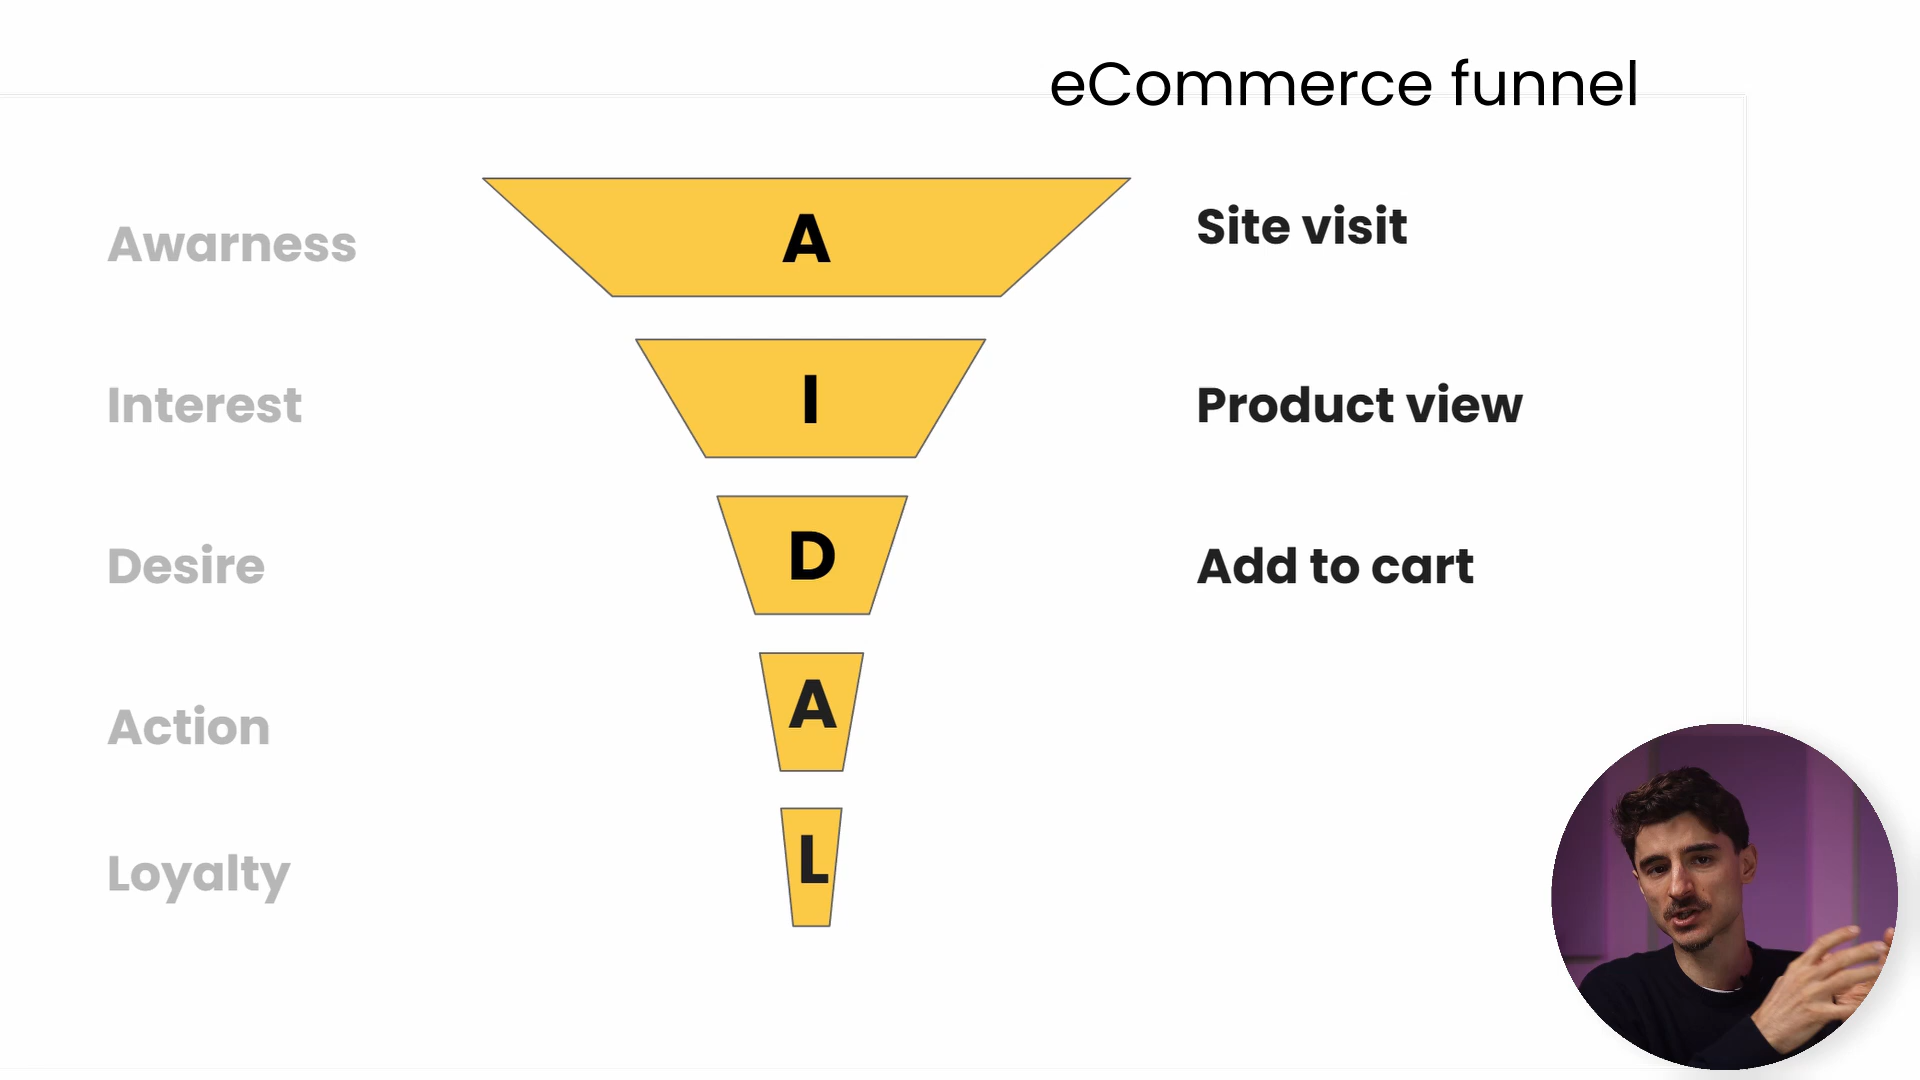 eCommerce funnel
Awarness
A
Site visit
Interest
I
Product view
Desire
D
Add to cart
Action
A
Loyalty
L